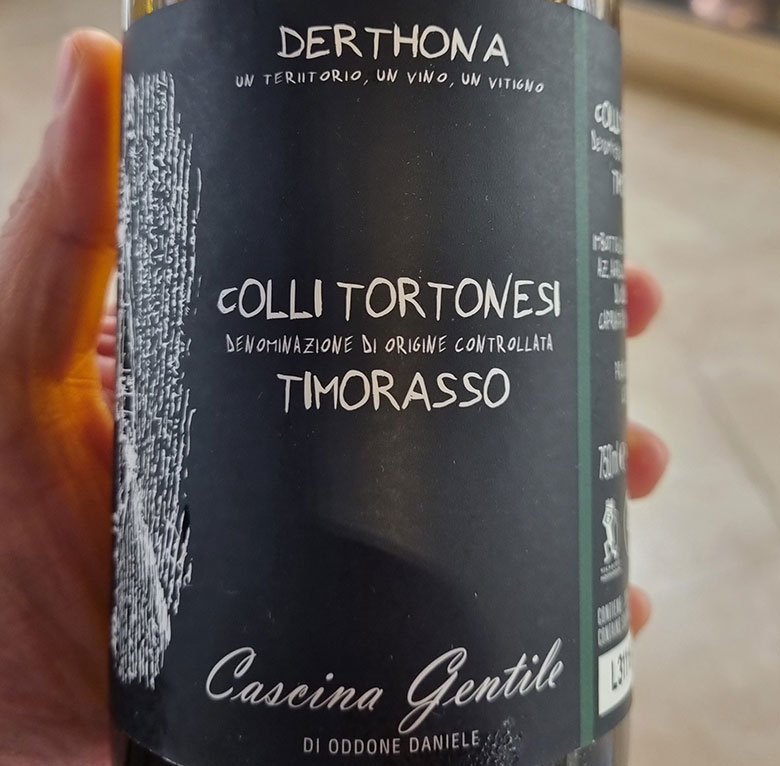 DERTHONA
UN TERIITORIO, UN VINO, UN VITIGNO
COLLI TORTONESI
DENOMINAZIONE DI ORIGINE CONTROLLATA
TIMORASSO
Cascina Gentile
DI ODDONE DANIELE
750ml